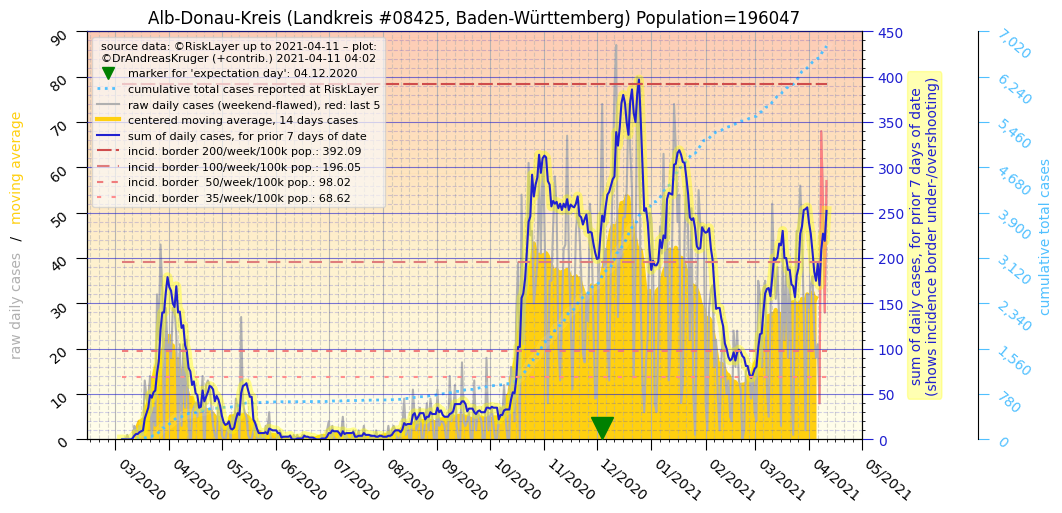 Alb-Donau-Kreis (Landkreis #08425, Baden-Württemberg) Population=196047
source data: ©RiskLayer up to 2021-04-11 – plot:
©DrAndreasKruger (+contrib.) 2021-04-11 04:02
marker for 'expectation day': 04.12.2020
cumulative total cases reported at RiskLayer
raw daily cases (weekend-flawed), red: last 5
centered moving average, 14 days cases
sum of daily cases, for prior 7 days of date
incid. border 200/week/100k pop.: 392.09
incid. border 100/week/100k pop.: 196.05
incid. border  50/week/100k pop.: 98.02
incid. border  35/week/100k pop.: 68.62
raw daily cases  /  moving average
90
80
70
60
50
40
30
20
10
0
03/2020
04/2020
05/2020
06/2020
07/2020
08/2020
09/2020
10/2020
11/2020
12/2020
01/2021
02/2021
03/2021
04/2021
05/2021
450
400
350
300
250
200
150
100
50
0
sum of daily cases, for prior 7 days of date
(shows incidence border under-/overshooting)
7,020
6,240
5,460
4,680
3,900
3,120
2,340
1,560
780
0
cumulative total cases